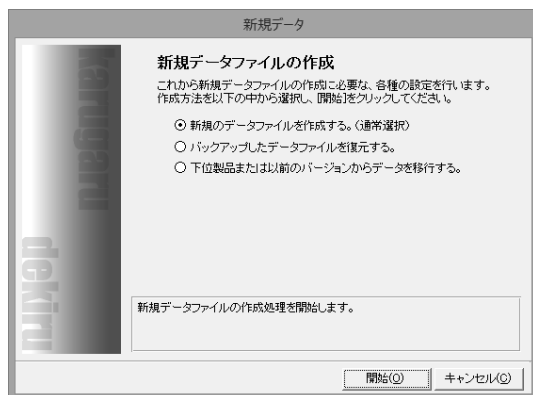 新規データ
新規データファイルの作成
これから新規データファイルの作成に必要な、各種の設定を行います。
作成方法を以下の中から選択し、[開始]をクリックしてください。
新規のデータファイルを作成する。(通常選択)
バックアップしたデータファイルを復元する。
下位製品または以前のバージョンからデータを移行する。
karugaru
dekiru
新規データファイルの作成処理を開始します。
開始(O)
キャンセル(C)